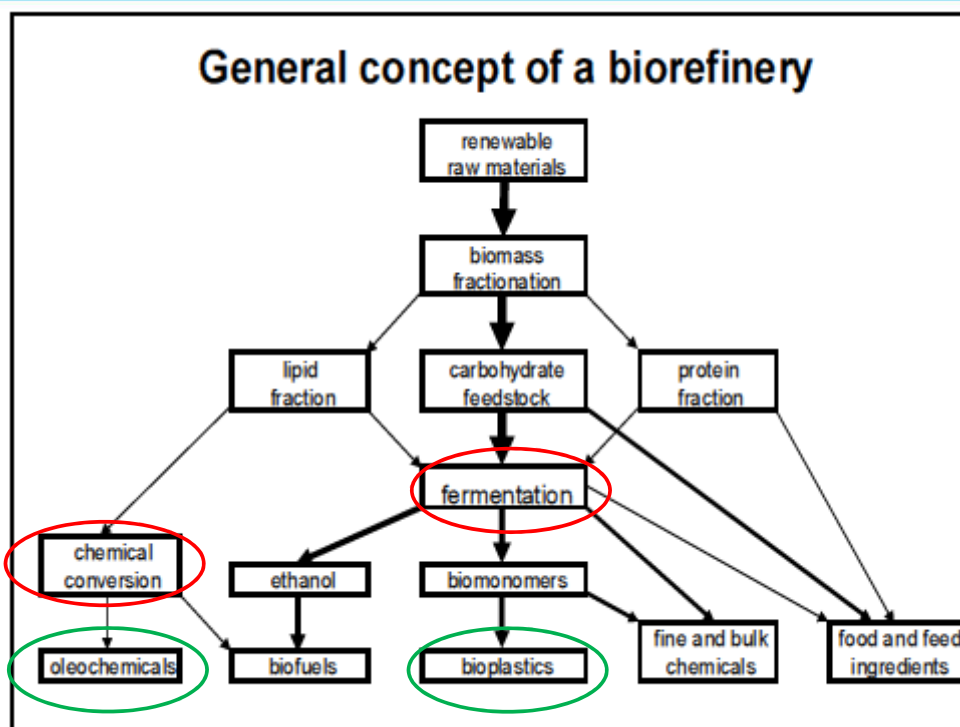 General concept of a biorefinery
renewable
raw materials
biomass
fractionation
lipid
fraction
carbohydrate
feedstock
protein
fraction
fermentation
chemical
conversion
ethanol
biomonomers
oleochemicals
biofuels
bioplastics
fine and bulk
chemicals
food and feed
ingredients